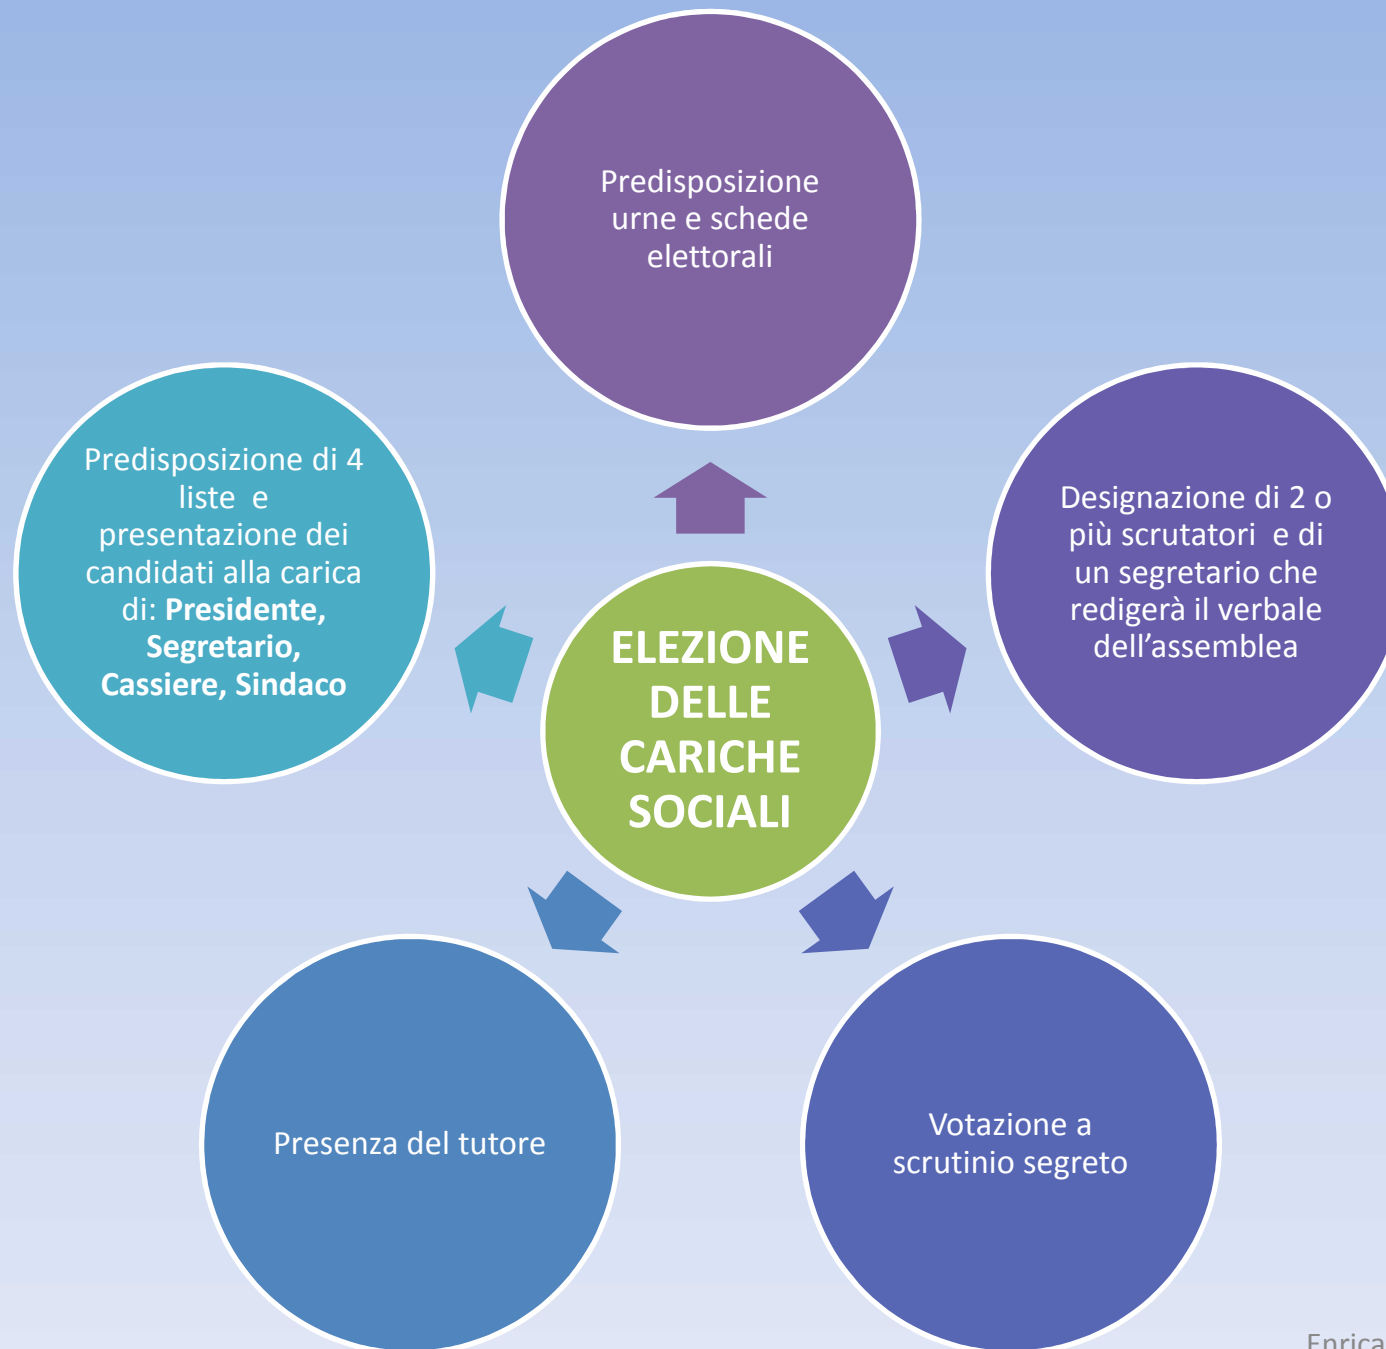 Predisposizione
urne e schede
elettorali
Predisposizione di 4
liste e
presentazione dei
candidati alla carica
di: Presidente,
Segretario,
Cassiere, Sindaco
Designazione di 2 o
più scrutatori e di
un segretario che
redigerà il verbale
dell’assemblea
ELEZIONE
DELLE
CARICHE
SOCIALI
Presenza del tutore
Votazione a
scrutinio segreto
Enrica